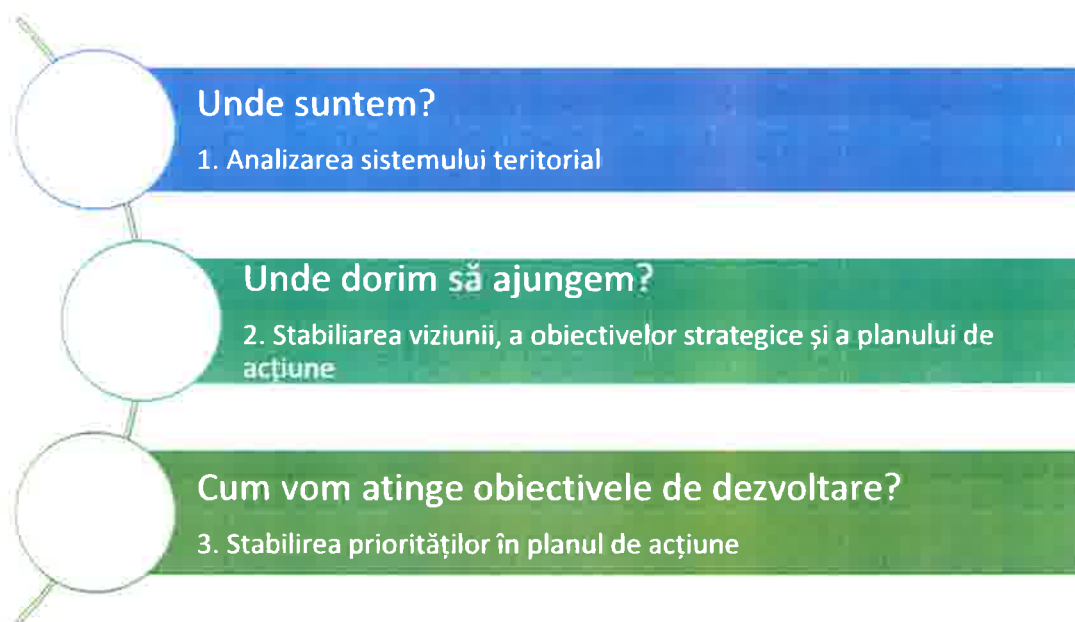 Unde suntem?
1. Analizarea sistemului teritorial
Unde dorim să ajungem?
2. Stabiliarea viziunii, a obiectivelor strategice și a planului de
acțiune
Cum vom atinge obiectivele de dezvoltare?
3. Stabilirea priorităților în planul de acțiune